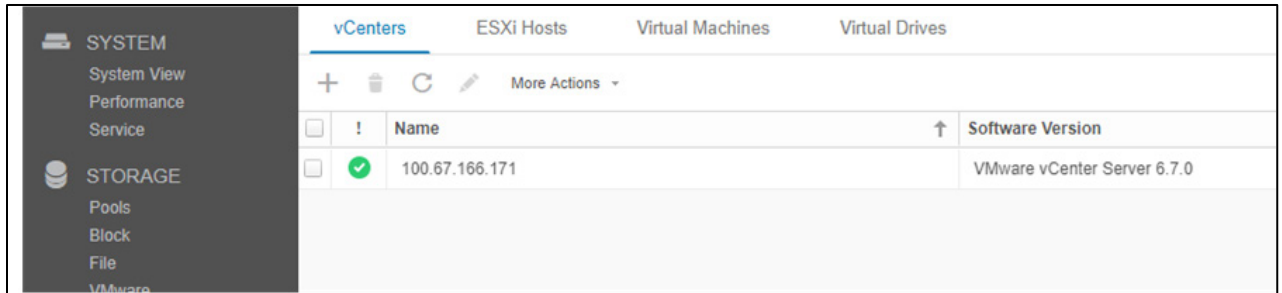 SYSTEM
System View
Performance
Service
STORAGE
Pools
Block
File
VMware
vCenters ESXi Hosts Virtual Machines Virtual Drives
More Actions
! Name Software Version
100.67.166.171 VMware vCenter Server 6.7.0